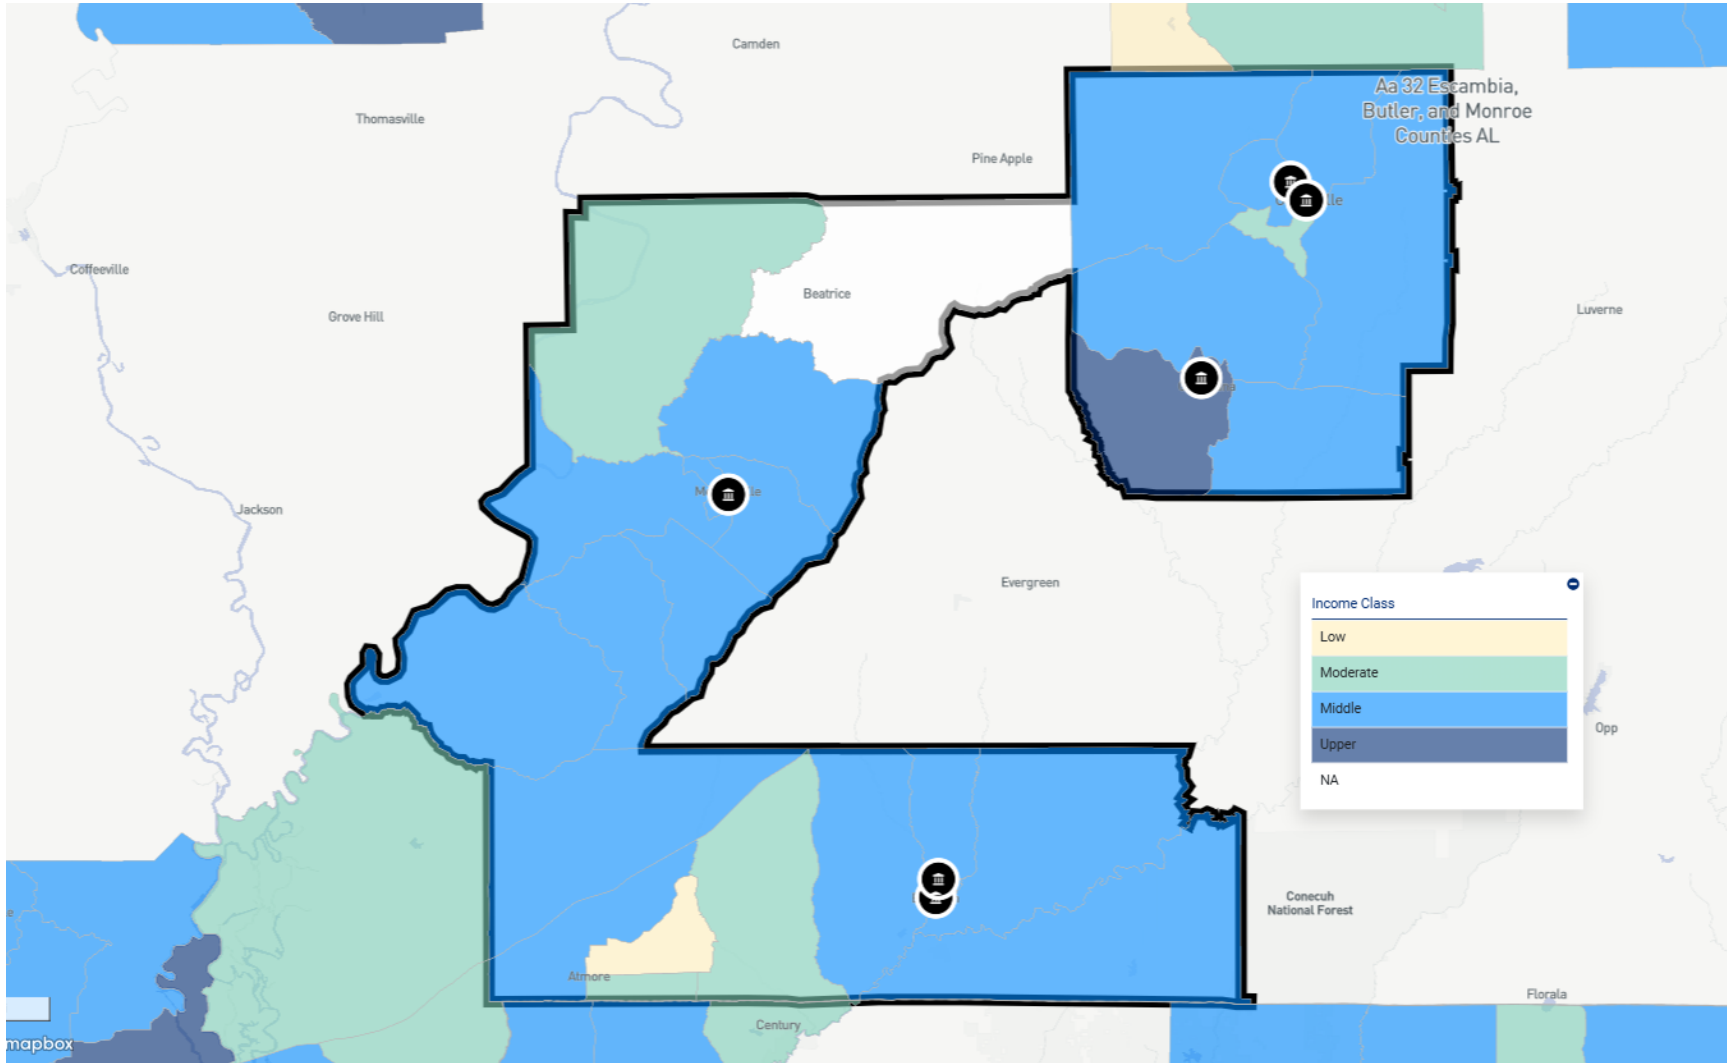 Camden
Aa 32 Escambia,
Butler, and Monroe
Counties AL
Thomasville
Pine Apple
Coffeeville
Beatrice
Grove Hill
Luverne
Jackson
Evergreen
Income Class
Low
Moderate
Middle
Upper
NA
Opp
Conecuh
National Forest
Atmore
Florala
Century
mapbox